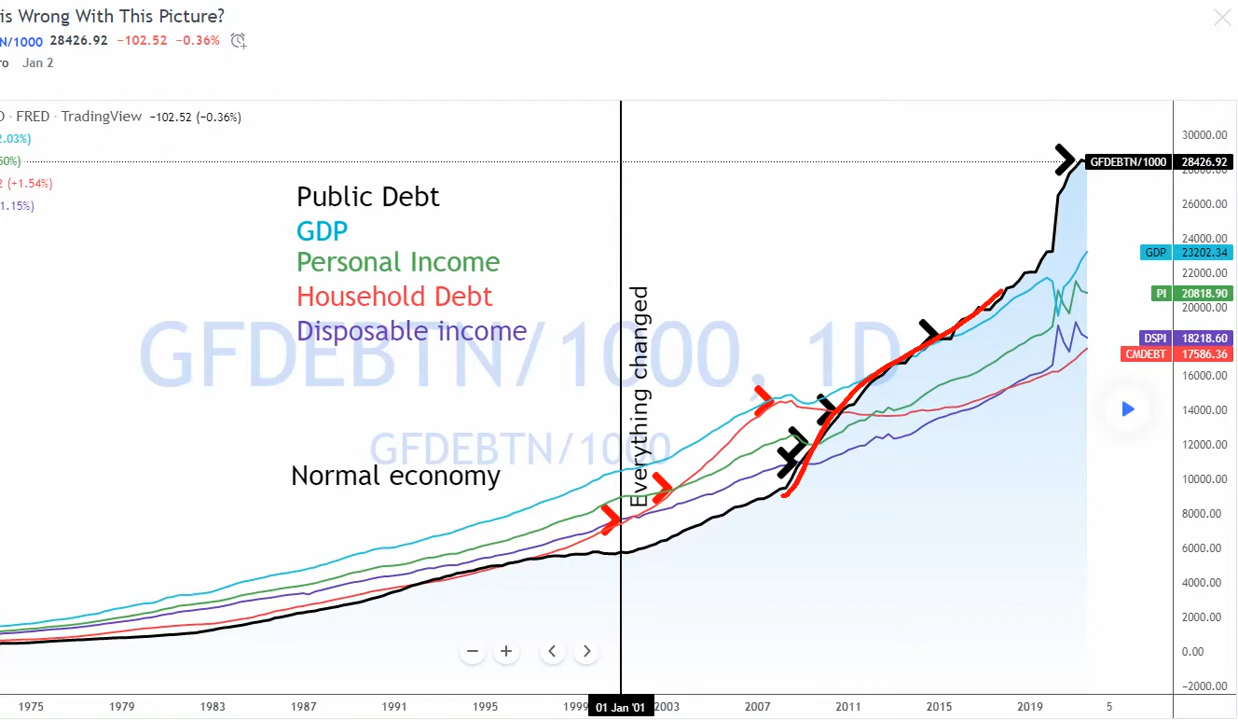 is Wrong With This Picture?
N/1000 28426.92 −102.52 −0.36%
ro Jan 2
O · FRED · TradingView −102.52 (−0.36%)
2.03%)
60%)
2 (+1.54%)
1.15%)
Public Debt
GDP
Personal Income
Household Debt
Disposable income
GFDEBTN/1000, 1D
GFDEBTN/1000
Normal economy
Everything changed
30000.00
GFDEBTN/1000 28426.92
28000.00
26000.00
24000.00
GDP 23202.34
22000.00
PI 20818.90
20000.00
DSPI 18218.60
CMDEBT 17586.36
16000.00
14000.00
12000.00
10000.00
8000.00
6000.00
4000.00
2000.00
0.00
−2000.00
1975 1979 1983 1987 1991 1995 1999 01 Jan '01 2003 2007 2011 2015 2019 5